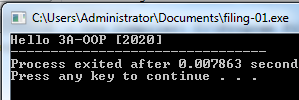 C:\Users\Administrator\Documents\filing-01.exe
Hello 3A-OOP [2020]
--------------------------------
Process exited after 0.007863 second
Press any key to continue . . .